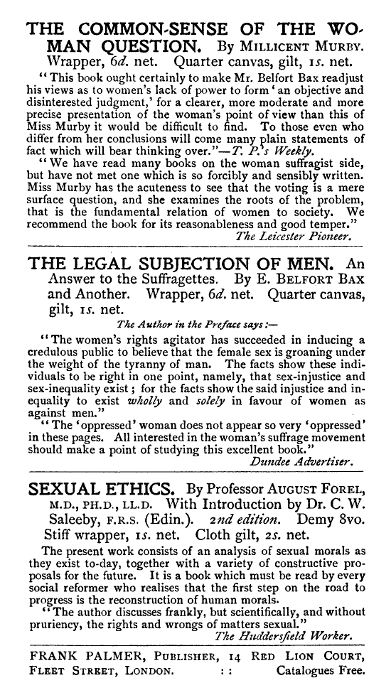 THE COMMON-SENSE OF THE WO-
MAN QUESTION. By MILLICENT MURBY.
Wrapper, 6d. net. Quarter canvas, gilt, 1s. net.
"This book ought certainly to make Mr. Belfort Bax readjust
his views as to women's lack of power to form 'an objective and
disinterested judgment,' for a clearer, more moderate and more
precise presentation of the woman's point of view than this of
Miss Murby it would be difficult to find. To those even who
differ from her conclusions will come many plain statements of
fact which will bear thinking over."—T. P.'s Weekly.
"We have read many books on the woman suffragist side,
but have not met one which is so forcibly and sensibly written.
Miss Murby has the acuteness to see that the voting is a mere
surface question, and she examines the roots of the problem,
that is the fundamental relation of women to society. We
recommend the book for its reasonableness and good temper."
The Leicester Pioneer.
THE LEGAL SUBJECTION OF MEN. An
Answer to the Suffragettes. By E. BELFORT BAX
and Another. Wrapper, 6d. net. Quarter canvas,
gilt, 1s. net.
The Author in the Preface says:—
"The women's rights agitator has succeeded in inducing a
credulous public to believe that the female sex is groaning under
the weight of the tyranny of man. The facts show these indi-
viduals to be right in one point, namely, that sex-injustice and
sex-inequality exist; for the facts show the said injustice and in-
equality to exist wholly and solely in favour of women as
against men."
"The 'oppressed' woman does not appear so very 'oppressed'
in these pages. All interested in the woman's suffrage movement
should make a point of studying this excellent book."
Dundee Advertiser.
SEXUAL ETHICS. By Professor AUGUST FOREL,
M.D., PH.D., LL.D. With Introduction by Dr. C. W.
Saleeby, F.R.S. (Edin.). 2nd edition. Demy 8vo.
Stiff wrapper, 1s. net. Cloth gilt, 2s. net.
The present work consists of an analysis of sexual morals as
they exist to-day, together with a variety of constructive pro-
posals for the future. It is a book which must be read by every
social reformer who realises that the first step on the road to
progress is the reconstruction of human morals.
"The author discusses frankly, but scientifically, and without
pruriency, the rights and wrongs of matters sexual."
The Huddersfield Worker.
FRANK PALMER, PUBLISHER, 14 RED LION COURT,
FLEET STREET, LONDON. : : Catalogues Free.